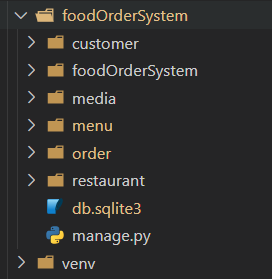 foodOrderSystem
customer
foodOrderSystem
media
menu
order
restaurant
db.sqlite3
manage.py
venv